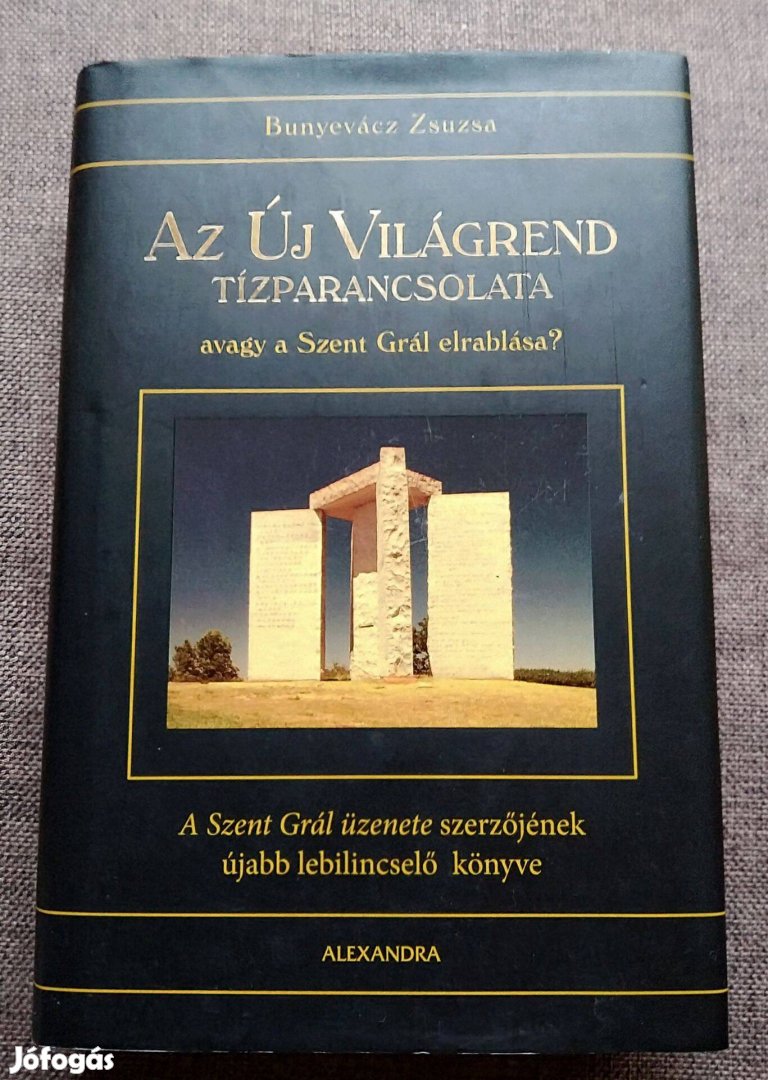 Bunyevácz Zsuzsa
AZ ÚJ VILÁGREND
TÍZPARANCSOLATA
avagy a Szent Grál elrablása?
A Szent Grál üzenete szerzőjének
újabb lebilincselő könyve
ALEXANDRA
Jófogás